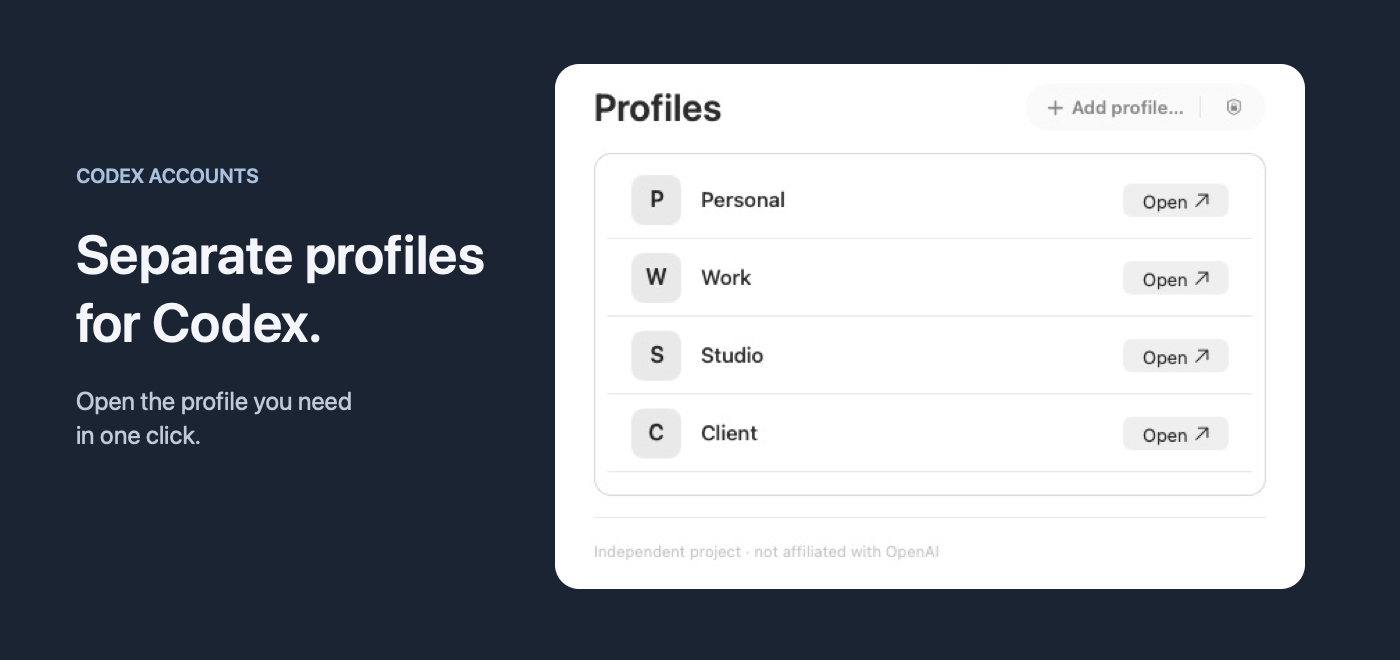 CODEX ACCOUNTS
Separate profiles
for Codex.
Open the profile you need
in one click.
Profiles
+ Add profile...
P Personal Open ↗
W Work Open ↗
S Studio Open ↗
C Client Open ↗
Independent project · not affiliated with OpenAI